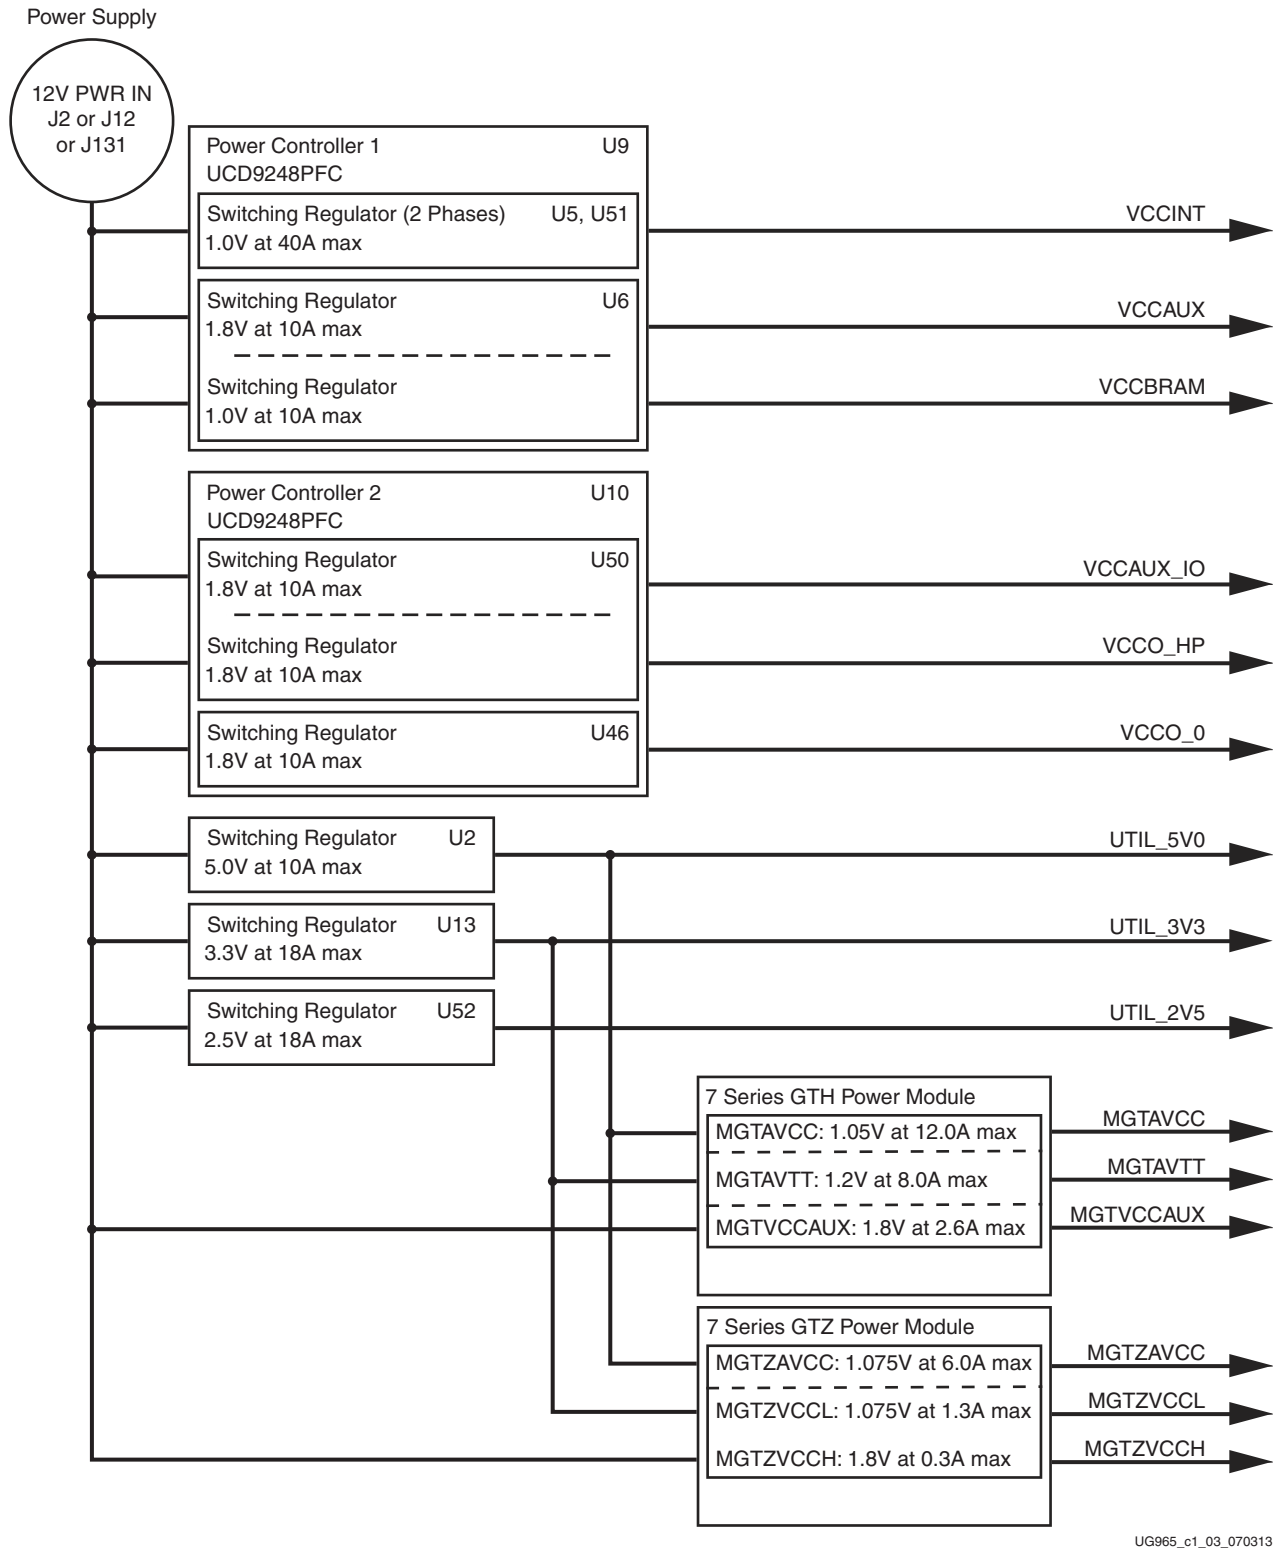 Power Supply
12V PWR IN
J2 or J12
or J131
Power Controller 1 U9
UCD9248PFC
Switching Regulator (2 Phases) U5, U51
1.0V at 40A max
VCCINT
Switching Regulator U6
1.8V at 10A max
VCCAUX
Switching Regulator
1.0V at 10A max
VCCBRAM
Power Controller 2 U10
UCD9248PFC
Switching Regulator U50
1.8V at 10A max
VCCAUX_IO
Switching Regulator
1.8V at 10A max
VCCO_HP
Switching Regulator U46
1.8V at 10A max
VCCO_0
Switching Regulator U2
5.0V at 10A max
UTIL_5V0
Switching Regulator U13
3.3V at 18A max
UTIL_3V3
Switching Regulator U52
2.5V at 18A max
UTIL_2V5
7 Series GTH Power Module
MGTAVCC: 1.05V at 12.0A max
MGTAVCC
MGTAVTT: 1.2V at 8.0A max
MGTAVTT
MGTVCCAUX: 1.8V at 2.6A max
MGTVCCAUX
7 Series GTZ Power Module
MGTZAVCC: 1.075V at 6.0A max
MGTZAVCC
MGTZVCCL: 1.075V at 1.3A max
MGTZVCCL
MGTZVCCH: 1.8V at 0.3A max
MGTZVCCH
UG965_c1_03_070313